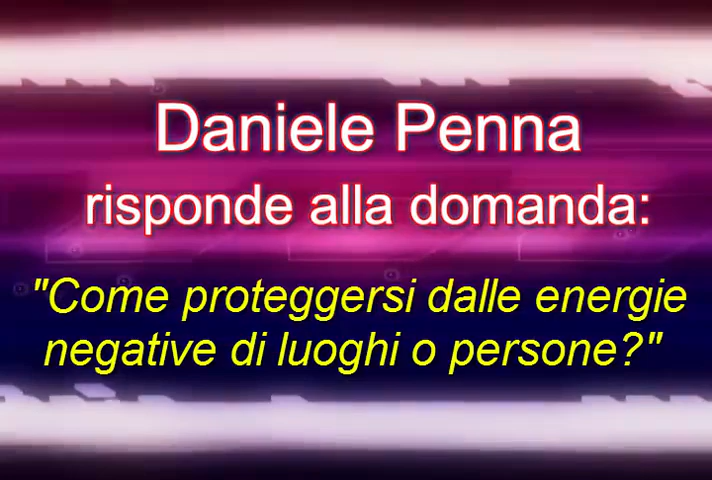 Daniele Penna
risponde alla domanda:
"Come proteggersi dalle energie
negative di luoghi o persone?"